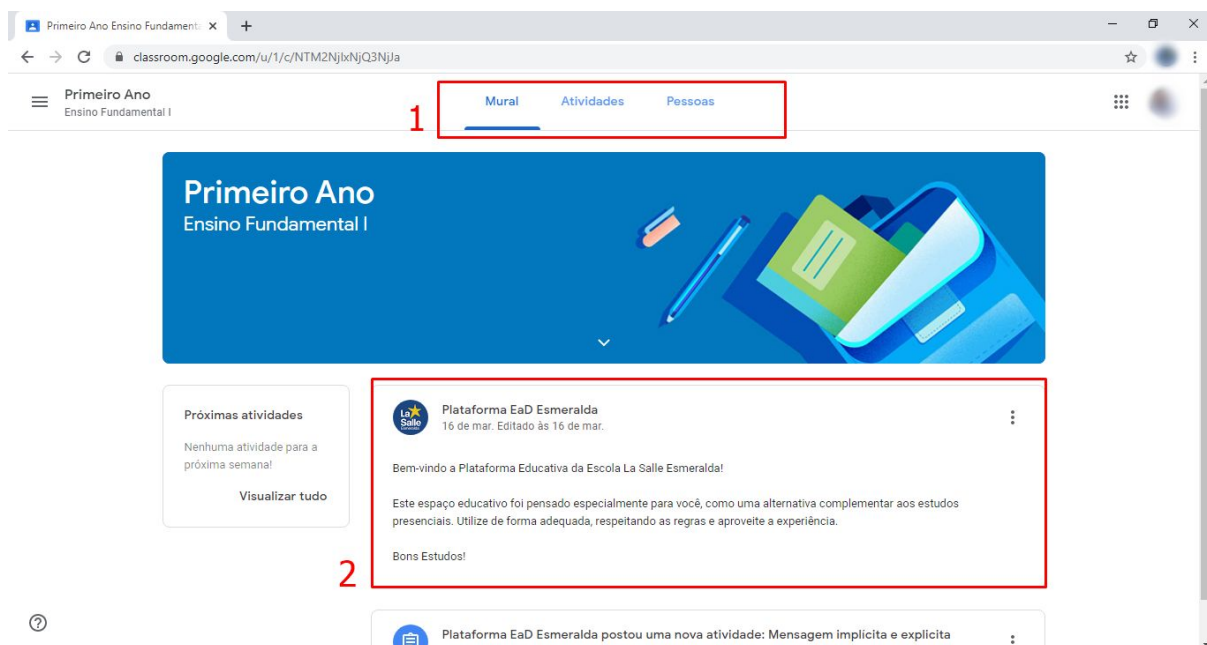 Primeiro Ano Ensino Fundament
classroom.google.com/u/1/c/NTM2NjIxNjQ3NjJa
Primeiro Ano
Ensino Fundamental I
1
Mural Atividades Pessoas
Primeiro Ano
Ensino Fundamental I
Próximas atividades
Nenhuma atividade para a
próxima semana!
Visualizar tudo
2
La
Salle
Plataforma EaD Esmeralda
16 de mar. Editado às 16 de mar.
Bem-vindo a Plataforma Educativa da Escola La Salle Esmeralda!
Este espaço educativo foi pensado especialmente para você, como uma alternativa complementar aos estudos
presenciais. Utilize de forma adequada, respeitando as regras e aproveite a experiência.
Bons Estudos!
Plataforma EaD Esmeralda postou uma nova atividade: Mensagem implícita e explicita